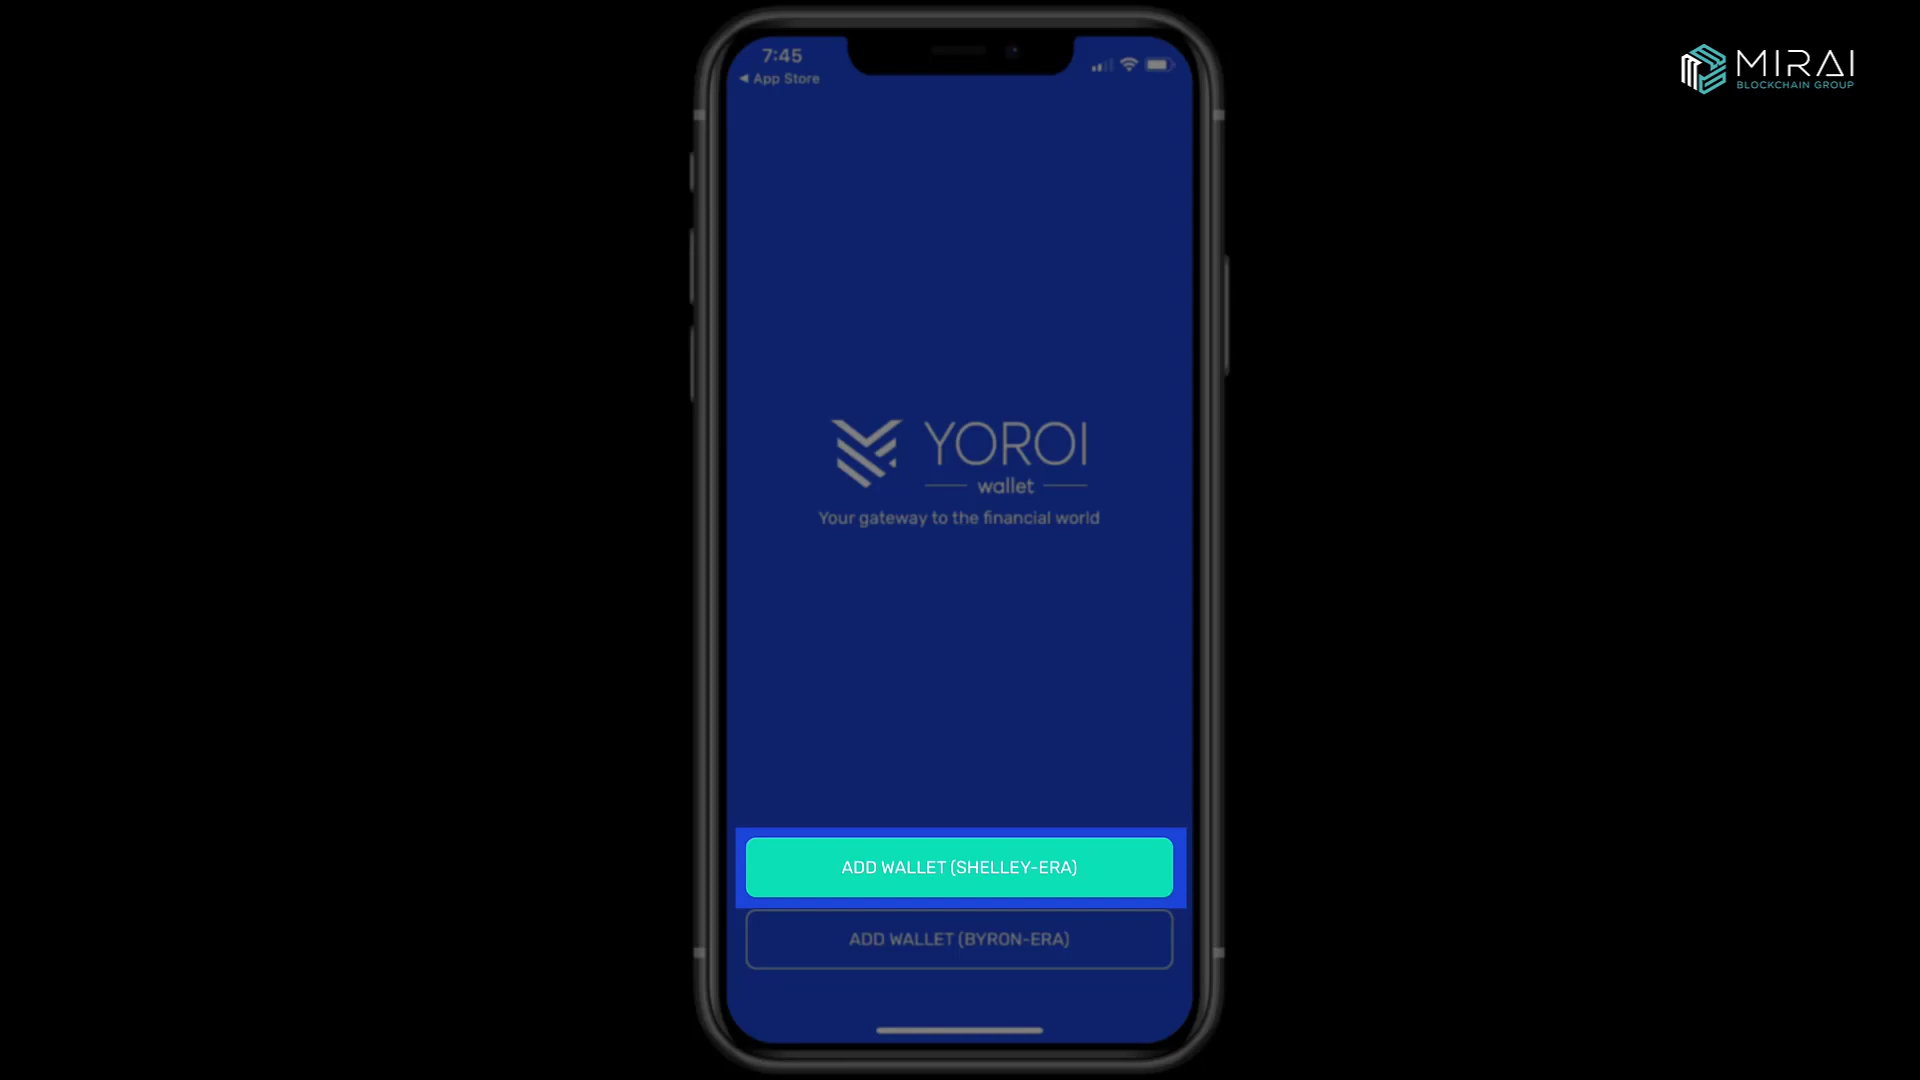 7:45
◀ App Store
MIRAI
BLOCKCHAIN GROUP
YOROI
wallet
Your gateway to the financial world
ADD WALLET (SHELLEY-ERA)
ADD WALLET (BYRON-ERA)